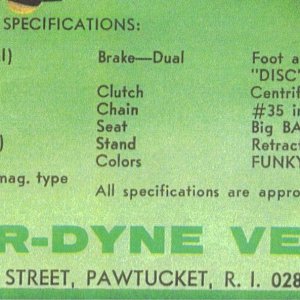 SPECIFICATIONS:
l) Brake—Dual Foot a
"DISC"
Clutch Centrif
Chain #35 in
Seat Big BA
) Stand Retract
Colors FUNKY
mag. type
All specifications are appro
R-DYNE VE
STREET, PAWTUCKET, R. I. 028